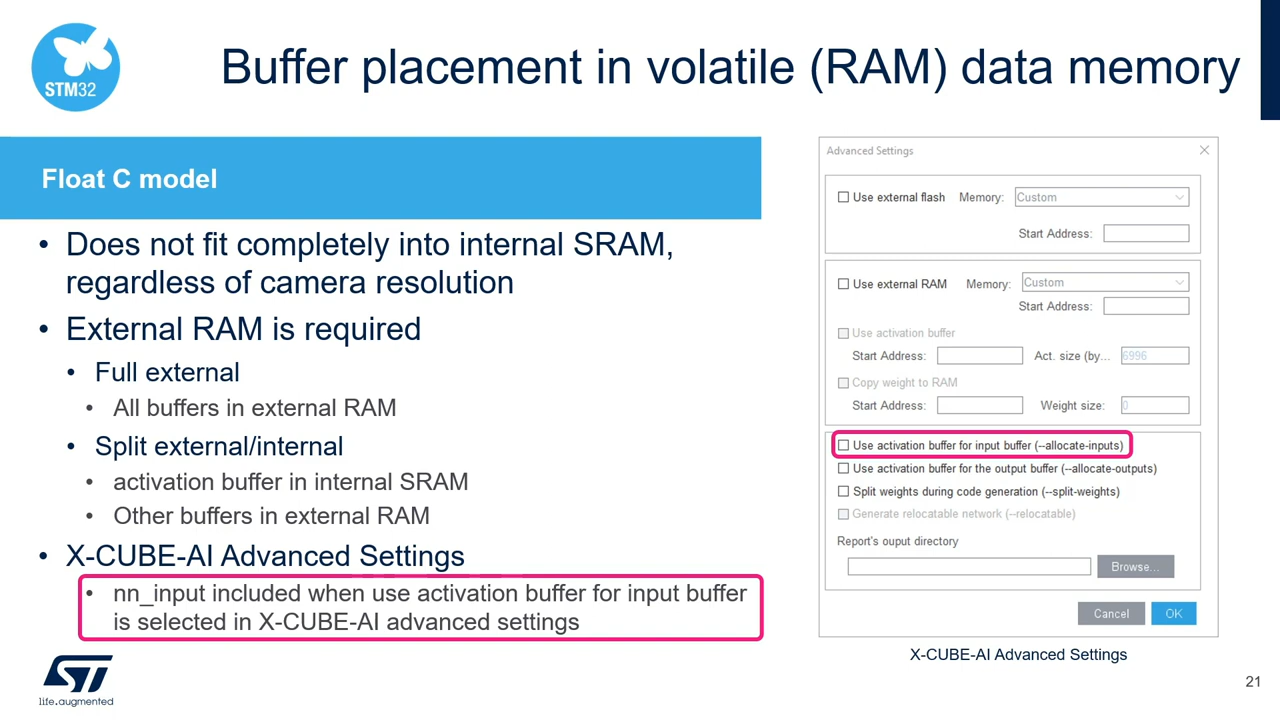 STM32
Buffer placement in volatile (RAM) data memory
Float C model
• Does not fit completely into internal SRAM,
regardless of camera resolution
• External RAM is required
• Full external
• All buffers in external RAM
• Split external/internal
• activation buffer in internal SRAM
• Other buffers in external RAM
• X-CUBE-AI Advanced Settings
• nn_input included when use activation buffer for input buffer
is selected in X-CUBE-AI advanced settings
Advanced Settings
Use external flash Memory: Custom
Start Address:
Use external RAM Memory: Custom
Start Address:
Use activation buffer
Start Address: Act. size (by... 6996
Copy weight to RAM
Start Address: Weight size: 0
Use activation buffer for input buffer (--allocate-inputs)
Use activation buffer for the output buffer (--allocate-outputs)
Split weights during code generation (--split-weights)
Generate relocatable network (--relocatable)
Report's ouput directory
Browse...
Cancel OK
X-CUBE-AI Advanced Settings
ST
life.augmented
21